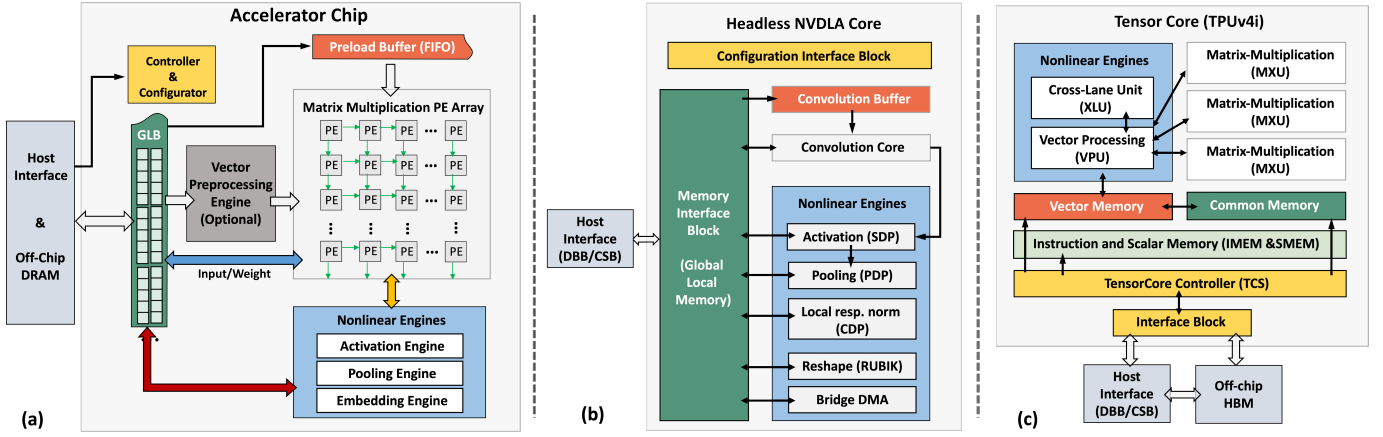 Accelerator Chip
Controller
&
Configurator
Preload Buffer (FIFO)
Matrix Multiplication PE Array
PE PE PE ••• PE
PE PE PE ••• PE
PE PE PE ••• PE
PE PE PE ••• PE
GLB
Host
Interface
&
Off-Chip
DRAM
Vector
Preprocessing
Engine
(Optional)
Input/Weight
Nonlinear Engines
Activation Engine
Pooling Engine
Embedding Engine
(a)
Headless NVDLA Core
Configuration Interface Block
Convolution Buffer
Convolution Core
Memory
Interface
Block
(Global
Local
Memory)
Host
Interface
(DBB/CSB)
Nonlinear Engines
Activation (SDP)
Pooling (PDP)
Local resp. norm
(CDP)
Reshape (RUBIK)
Bridge DMA
(b)
Tensor Core (TPUv4i)
Nonlinear Engines
Cross-Lane Unit
(XLU)
Vector Processing
(VPU)
Matrix-Multiplication
(MXU)
Matrix-Multiplication
(MXU)
Matrix-Multiplication
(MXU)
Vector Memory
Common Memory
Instruction and Scalar Memory (IMEM &SMEM)
TensorCore Controller (TCS)
Interface Block
Host
Interface
(DBB/CSB)
Off-chip
HBM
(c)